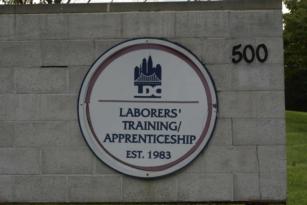 500
LDC
LABORERS'
TRAINING/
APPRENTICESHIP
EST. 1983